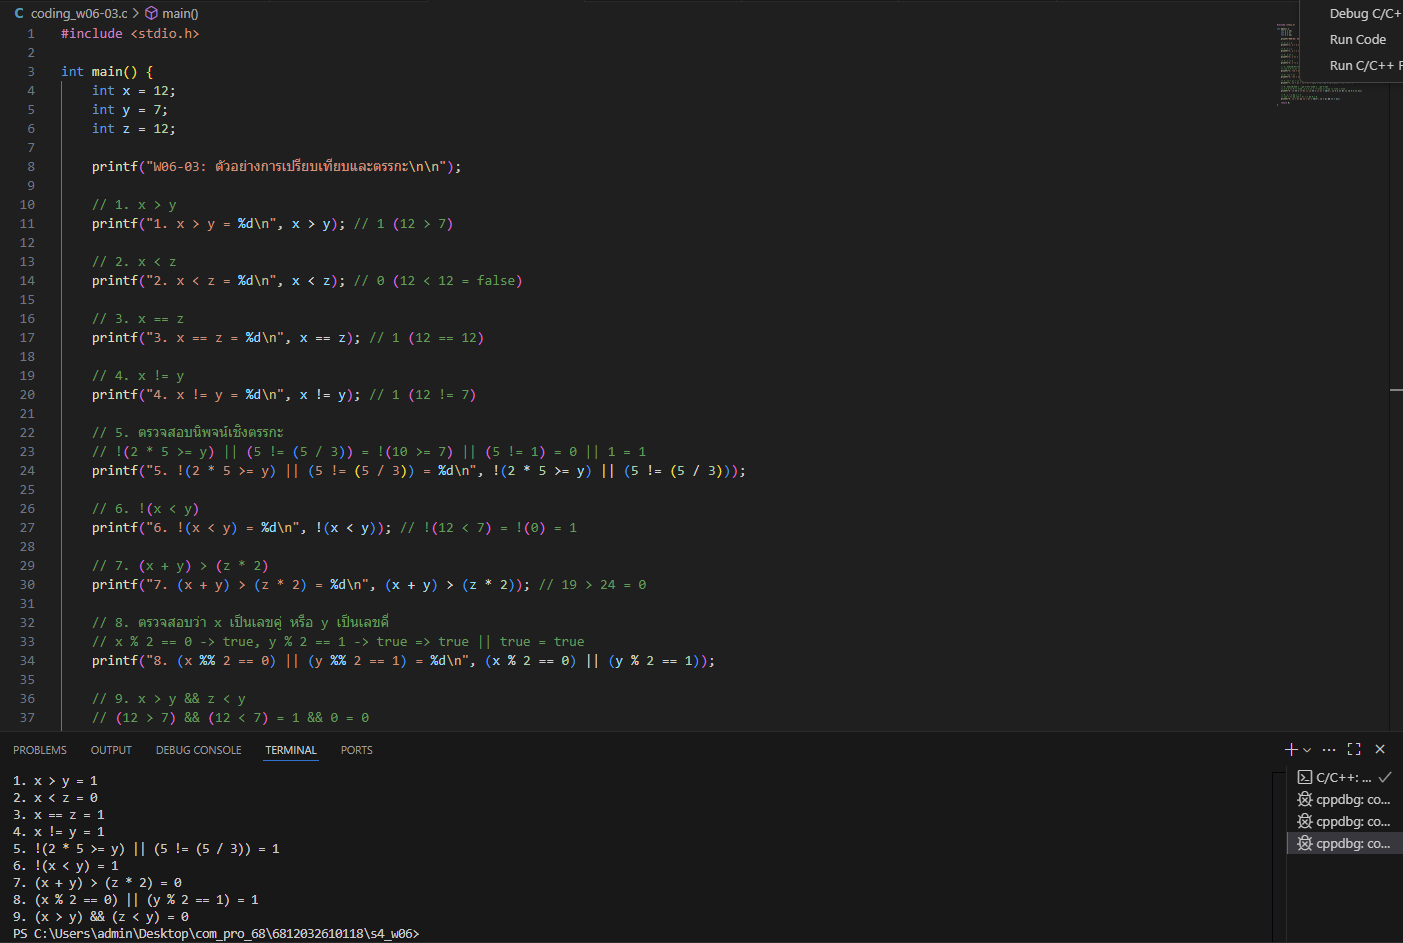 C coding_w06-03.c > main()
Debug C/C+
Run Code
Run C/C++ F
1 #include <stdio.h>
2
3 int main() {
4     int x = 12;
5     int y = 7;
6     int z = 12;
7
8     printf("W06-03: ตัวอย่างการเปรียบเทียบและตรรกะ\n\n");
9
10     // 1. x > y
11     printf("1. x > y = %d\n", x > y); // 1 (12 > 7)
12
13     // 2. x < z
14     printf("2. x < z = %d\n", x < z); // 0 (12 < 12 = false)
15
16     // 3. x == z
17     printf("3. x == z = %d\n", x == z); // 1 (12 == 12)
18
19     // 4. x != y
20     printf("4. x != y = %d\n", x != y); // 1 (12 != 7)
21
22     // 5. ตรวจสอบนิพจน์เชิงตรรกะ
23     // !(2 * 5 >= y) || (5 != (5 / 3)) = !(10 >= 7) || (5 != 1) = 0 || 1 = 1
24     printf("5. !(2 * 5 >= y) || (5 != (5 / 3)) = %d\n", !(2 * 5 >= y) || (5 != (5 / 3)));
25
26     // 6. !(x < y)
27     printf("6. !(x < y) = %d\n", !(x < y)); // !(12 < 7) = !(0) = 1
28
29     // 7. (x + y) > (z * 2)
30     printf("7. (x + y) > (z * 2) = %d\n", (x + y) > (z * 2)); // 19 > 24 = 0
31
32     // 8. ตรวจสอบว่า x เป็นเลขคู่ หรือ y เป็นเลขคี่
33     // x % 2 == 0 -> true, y % 2 == 1 -> true => true || true = true
34     printf("8. (x %% 2 == 0) || (y %% 2 == 1) = %d\n", (x % 2 == 0) || (y % 2 == 1));
35
36     // 9. x > y && z < y
37     // (12 > 7) && (12 < 7) = 1 && 0 = 0
PROBLEMS OUTPUT DEBUG CONSOLE TERMINAL PORTS
1. x > y = 1
2. x < z = 0
3. x == z = 1
4. x != y = 1
5. !(2 * 5 >= y) || (5 != (5 / 3)) = 1
6. !(x < y) = 1
7. (x + y) > (z * 2) = 0
8. (x % 2 == 0) || (y % 2 == 1) = 1
9. (x > y) && (z < y) = 0
PS C:\Users\admin\Desktop\com_pro_68\6812032610118\s4_w06>
C/C++: ...
cppdbg: co...
cppdbg: co...
cppdbg: co...